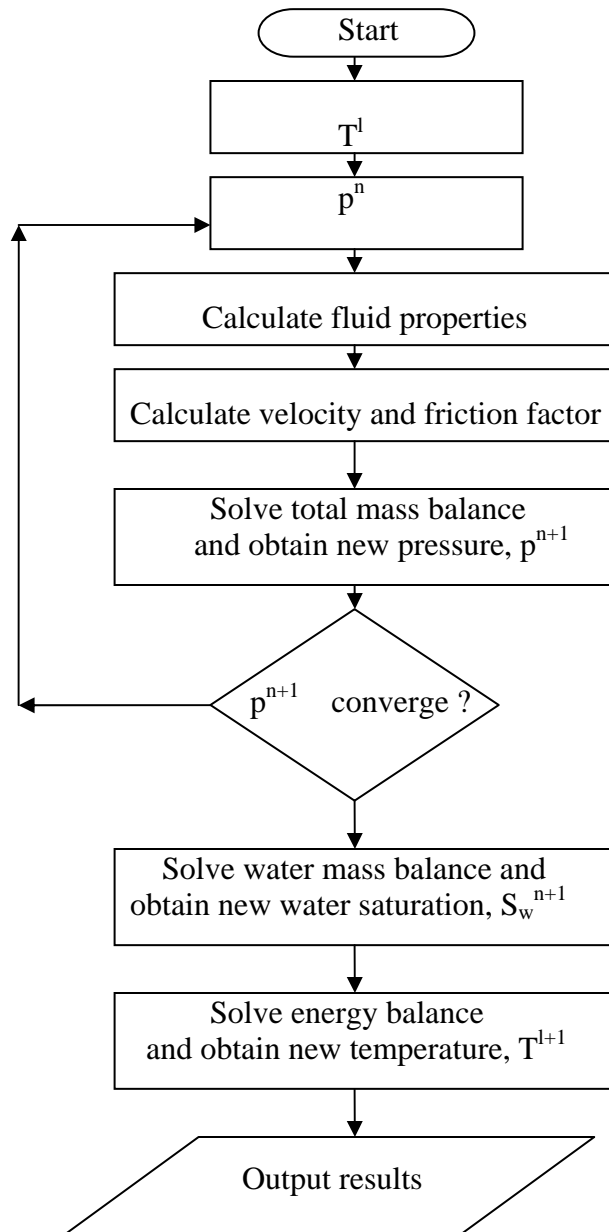 Start
T^l
p^n
Calculate fluid properties
Calculate velocity and friction factor
Solve total mass balance
and obtain new pressure, p^{n+1}
p^{n+1} converge ?
Solve water mass balance and
obtain new water saturation, S_w^{n+1}
Solve energy balance
and obtain new temperature, T^{l+1}
Output results